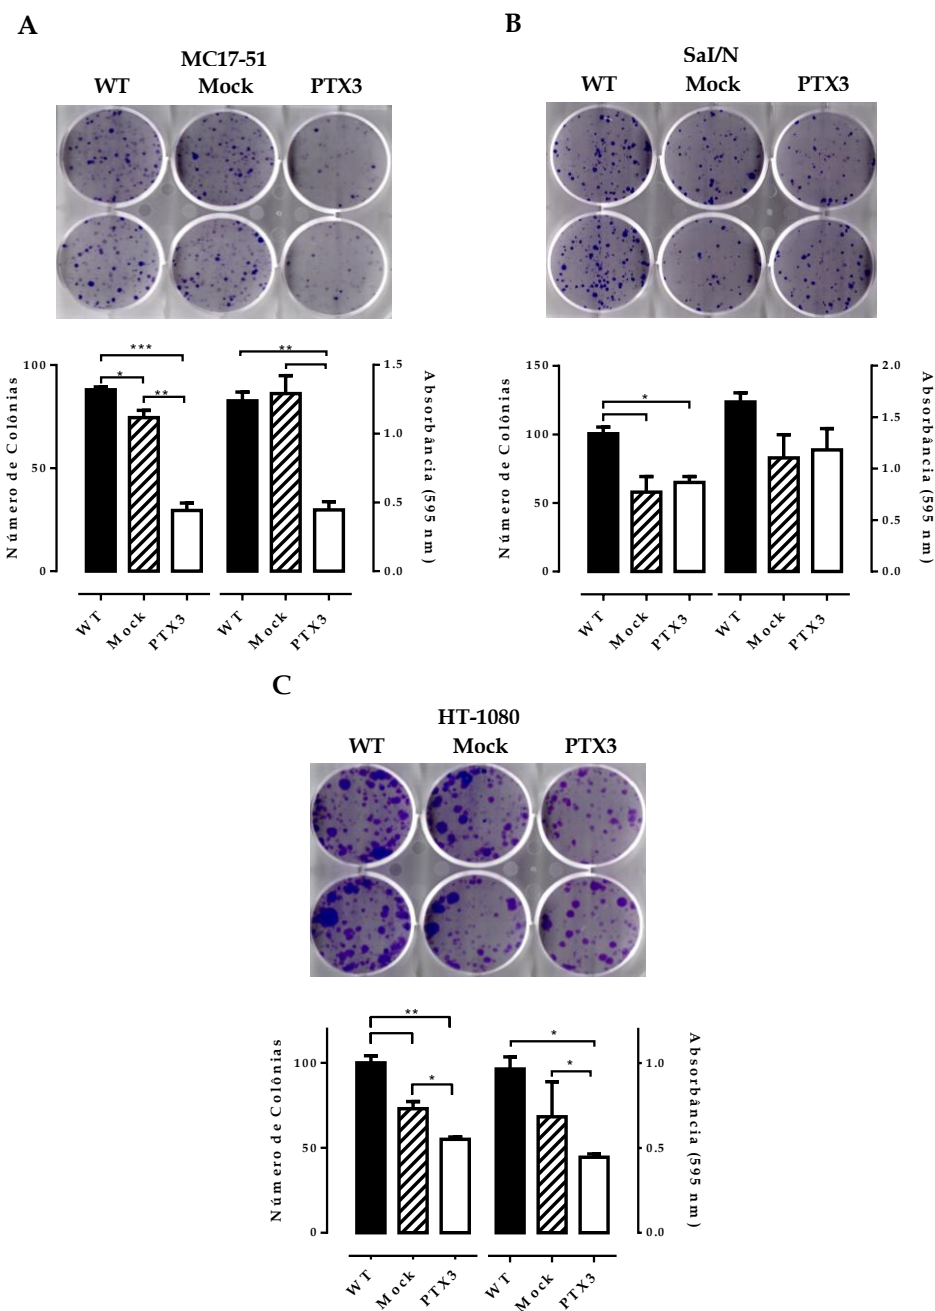 A
MC17-51
WT Mock PTX3
***
*
**
**
100
50
0
Número de Colônias
1.5
1.0
0.5
0.0
Absorbância (595 nm)
WT Mock PTX3 WT Mock PTX3
B
SaI/N
WT Mock PTX3
*
150
100
50
0
Número de Colônias
2.0
1.5
1.0
0.5
0.0
Absorbância (595 nm)
WT Mock PTX3 WT Mock PTX3
C
HT-1080
WT Mock PTX3
**
*
*
*
100
50
0
Número de Colônias
1.0
0.5
0.0
Absorbância (595 nm)
WT Mock PTX3 WT Mock PTX3